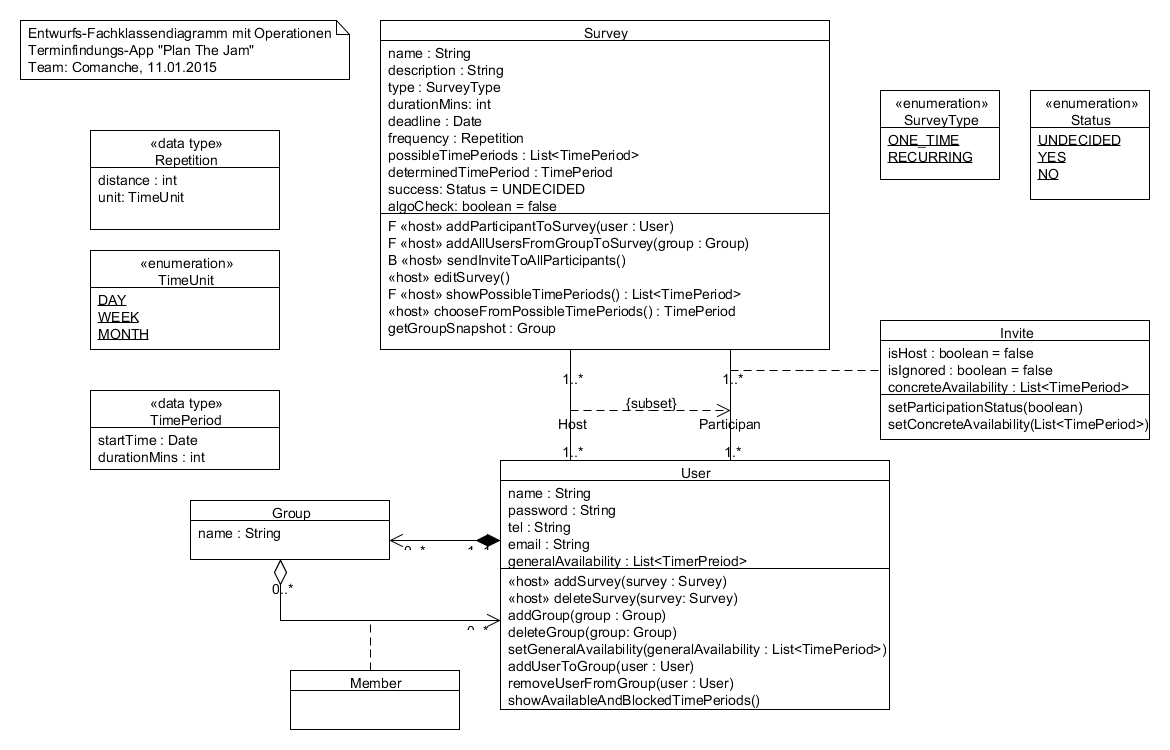 Entwurfs-Fachklassendiagramm mit Operationen
Terminfindungs-App "Plan The Jam"
Team: Comanche, 11.01.2015
Survey
name : String
description : String
type : SurveyType
durationMins: int
deadline : Date
frequency : Repetition
possibleTimePeriods : List<TimePeriod>
determinedTimePeriod : TimePeriod
success: Status = UNDECIDED
algoCheck: boolean = false
F «host» addParticipantToSurvey(user : User)
F «host» addAllUsersFromGroupToSurvey(group : Group)
B «host» sendInviteToAllParticipants()
«host» editSurvey()
F «host» showPossibleTimePeriods() : List<TimePeriod>
«host» chooseFromPossibleTimePeriods() : TimePeriod
getGroupSnapshot : Group
«enumeration»
SurveyType
ONE_TIME
RECURRING
«enumeration»
Status
UNDECIDED
YES
NO
«data type»
Repetition
distance : int
unit: TimeUnit
«enumeration»
TimeUnit
DAY
WEEK
MONTH
«data type»
TimePeriod
startTime : Date
durationMins : int
Invite
isHost : boolean = false
isIgnored : boolean = false
concreteAvailability : List<TimePeriod>
setParticipationStatus(boolean)
setConcreteAvailability(List<TimePeriod>)
1..*
1..*
{subset}
Host
Participan
1..*
1..*
User
name : String
password : String
tel : String
email : String
generalAvailability : List<TimerPreiod>
«host» addSurvey(survey : Survey)
«host» deleteSurvey(survey: Survey)
addGroup(group : Group)
deleteGroup(group: Group)
setGeneralAvailability(generalAvailability : List<TimePeriod>)
addUserToGroup(user : User)
removeUserFromGroup(user : User)
showAvailableAndBlockedTimePeriods()
Group
name : String
0..*
1..1
0..*
0..*
Member